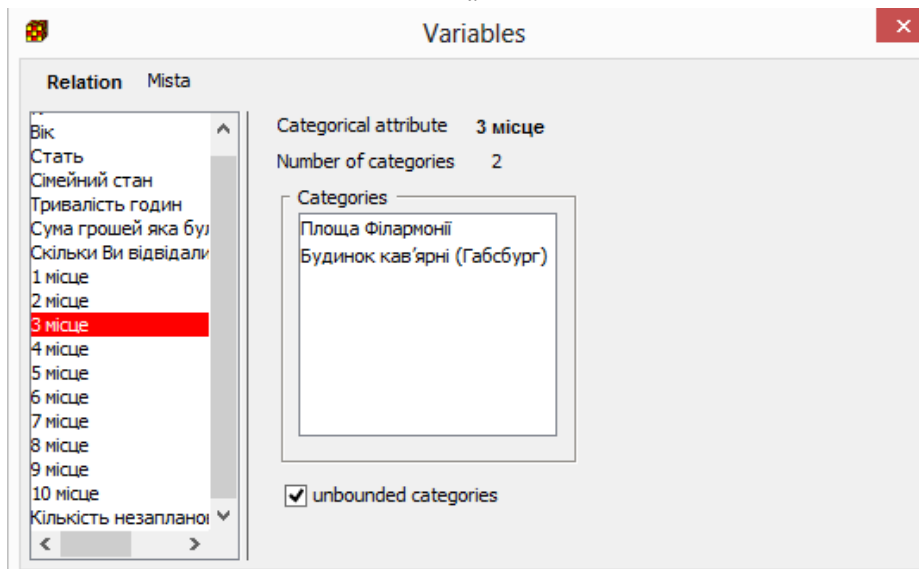 Variables
Relation Mista
Вік
Стать
Сімейний стан
Тривалість годин
Сума грошей яка бул
Скільки Ви відвідали
1 місце
2 місце
3 місце
4 місце
5 місце
6 місце
7 місце
8 місце
9 місце
10 місце
Кількість незапланов
Categorical attribute 3 місце
Number of categories 2
Categories
Площа Філармонії
Будинок кав’ярні (Габсбург)
unbounded categories